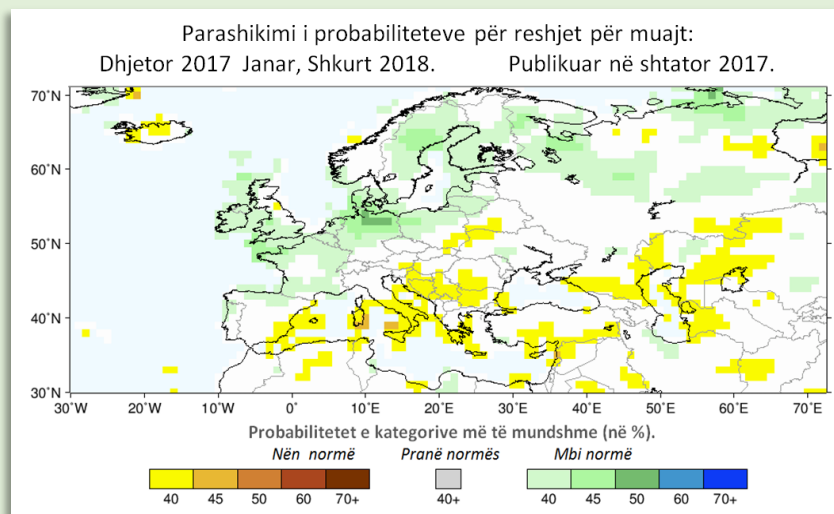 Parashikimi i probabiliteteve për reshjet për muajt:
Dhjetor 2017 Janar, Shkurt 2018. Publikuar në shtator 2017.
70°N
60°N
50°N
40°N
30°N
30°W 20°W 10°W 0° 10°E 20°E 30°E 40°E 50°E 60°E 70°E
Probabilitetet e kategorive më të mundshme (në %).
Nën normë Pranë normës Mbi normë
40 45 50 60 70+ 40+ 40 45 50 60 70+